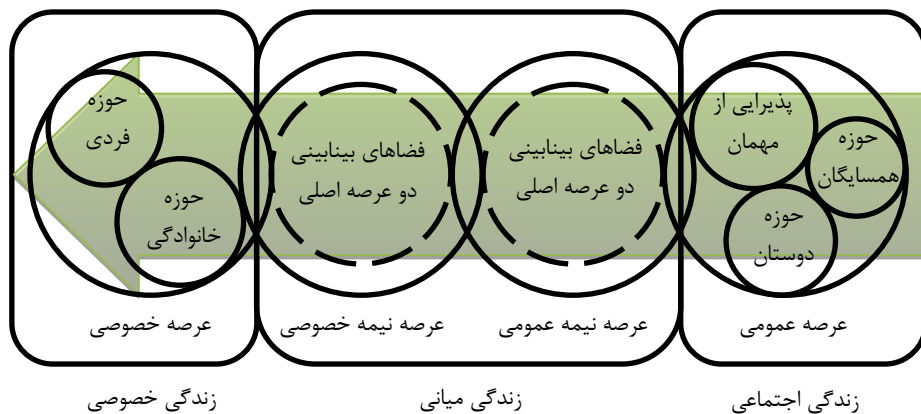 پذیرایی از
مهمان
حوزه
همسایگان
حوزه
دوستان
فضاهای بینابینی
دو عرصه اصلی
فضاهای بینابینی
دو عرصه اصلی
حوزه
فردی
حوزه
خانوادگی
عرصه عمومی
عرصه نیمه عمومی
عرصه نیمه خصوصی
عرصه خصوصی
زندگی اجتماعی
زندگی میانی
زندگی خصوصی